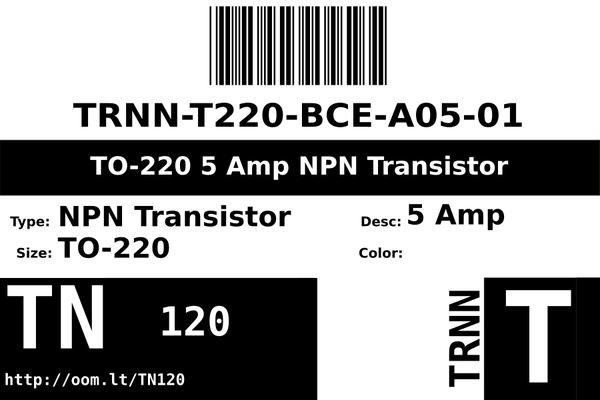 TRNN-T220-BCE-A05-01
TO-220 5 Amp NPN Transistor
Type: NPN Transistor
Desc: 5 Amp
Size: TO-220
Color:
TN 120
http://oom.lt/TN120
TRNN
T